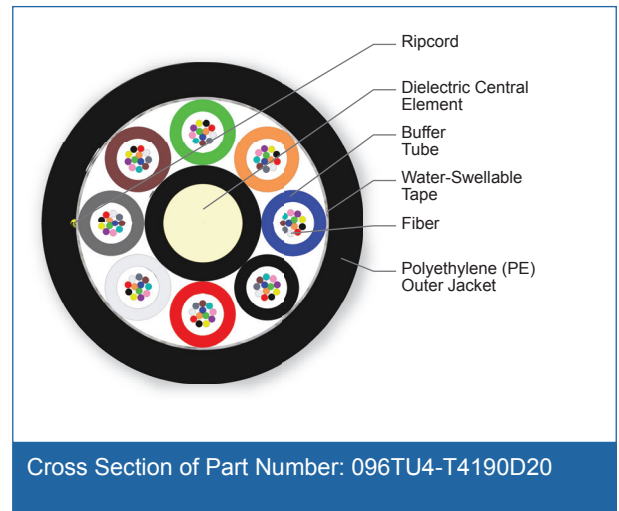 Ripcord
Dielectric Central
Element
Buffer
Tube
Water-Swellable
Tape
Fiber
Polyethylene (PE)
Outer Jacket
Cross Section of Part Number: 096TU4-T4190D20